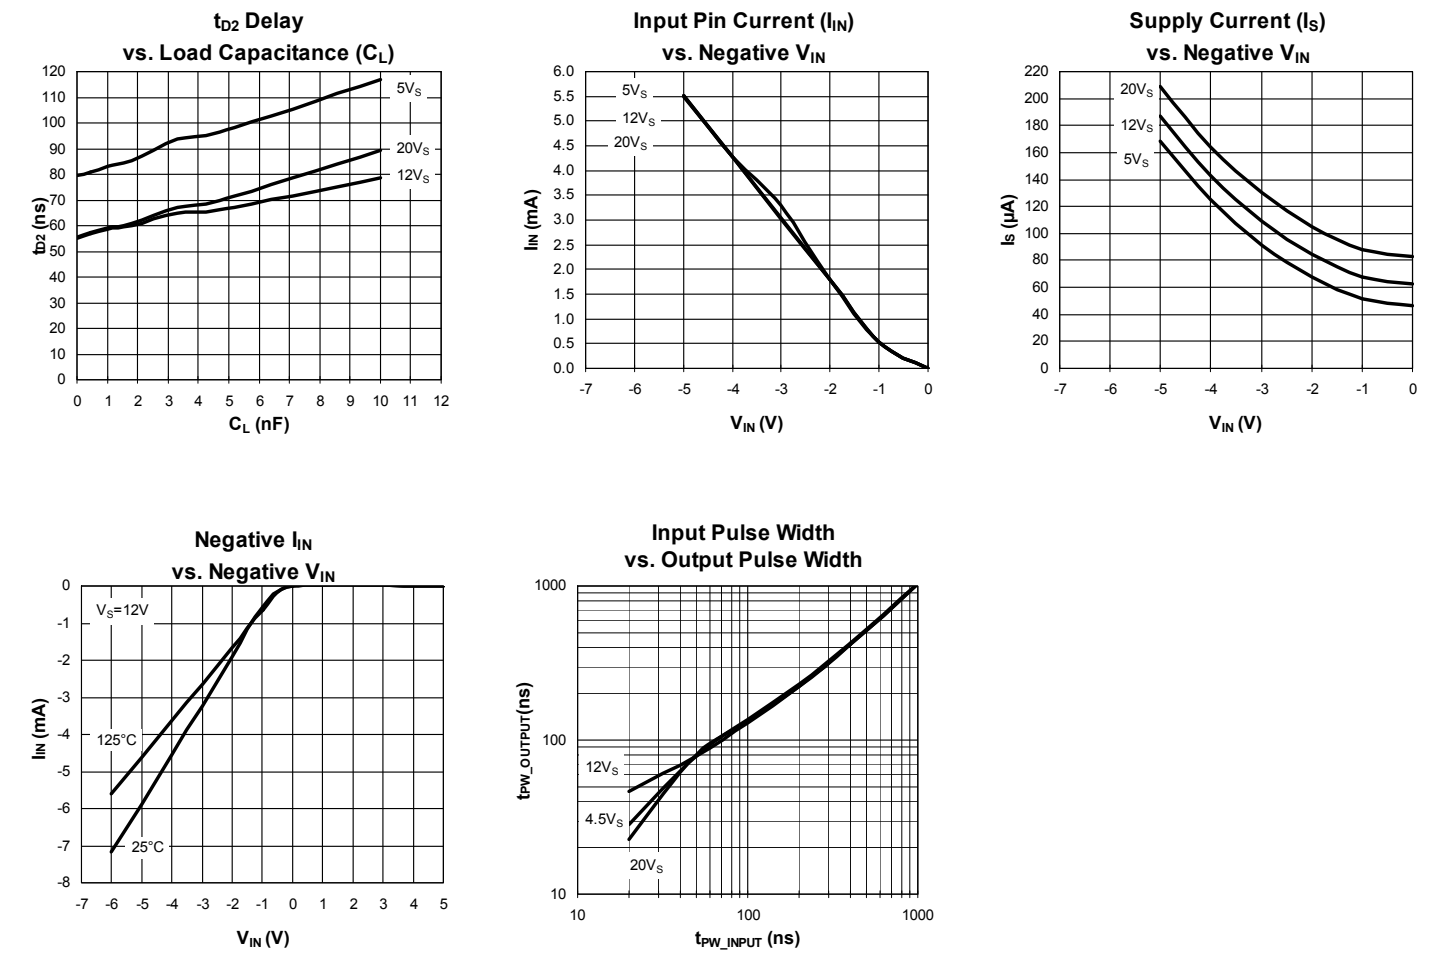 tD2 Delay
vs. Load Capacitance (CL)
120
110
100
90
80
70
60
50
40
30
20
10
0
tD2 (ns)
5VS
20VS
12VS
0 1 2 3 4 5 6 7 8 9 10 11 12
CL (nF)
Input Pin Current (IIN)
vs. Negative VIN
6.0
5.5
5.0
4.5
4.0
3.5
3.0
2.5
2.0
1.5
1.0
0.5
0.0
IIN (mA)
5VS
12VS
20VS
-7 -6 -5 -4 -3 -2 -1 0
VIN (V)
Supply Current (IS)
vs. Negative VIN
220
200
180
160
140
120
100
80
60
40
20
0
IS (µA)
20VS
12VS
5VS
-7 -6 -5 -4 -3 -2 -1 0
VIN (V)
Negative IIN
vs. Negative VIN
0
-1
-2
-3
-4
-5
-6
-7
-8
IIN (mA)
VS=12V
125°C
25°C
-7 -6 -5 -4 -3 -2 -1 0 1 2 3 4 5
VIN (V)
Input Pulse Width
vs. Output Pulse Width
1000
100
10
tPW_OUTPUT(ns)
12VS
4.5VS
20VS
10 100 1000
tPW_INPUT (ns)